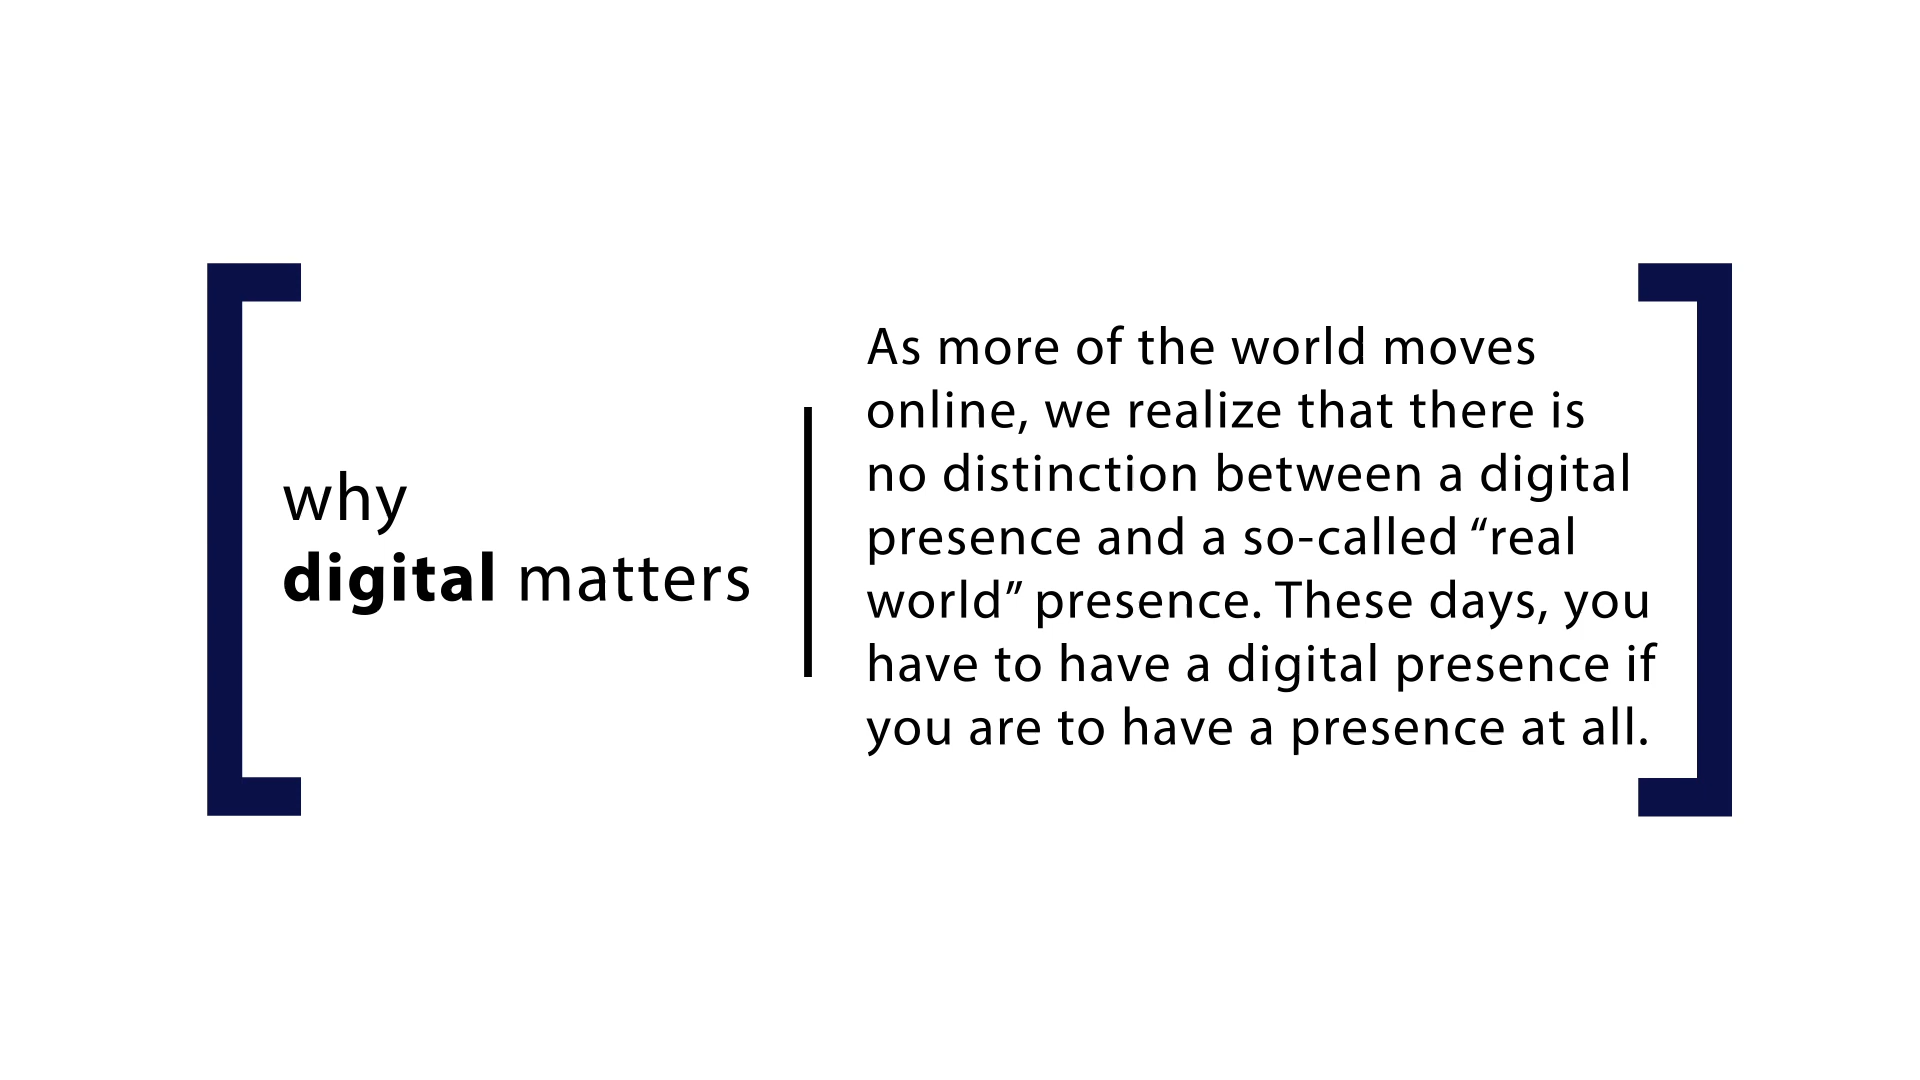 why
digital matters
As more of the world moves
online, we realize that there is
no distinction between a digital
presence and a so-called “real
world” presence. These days, you
have to have a digital presence if
you are to have a presence at all.